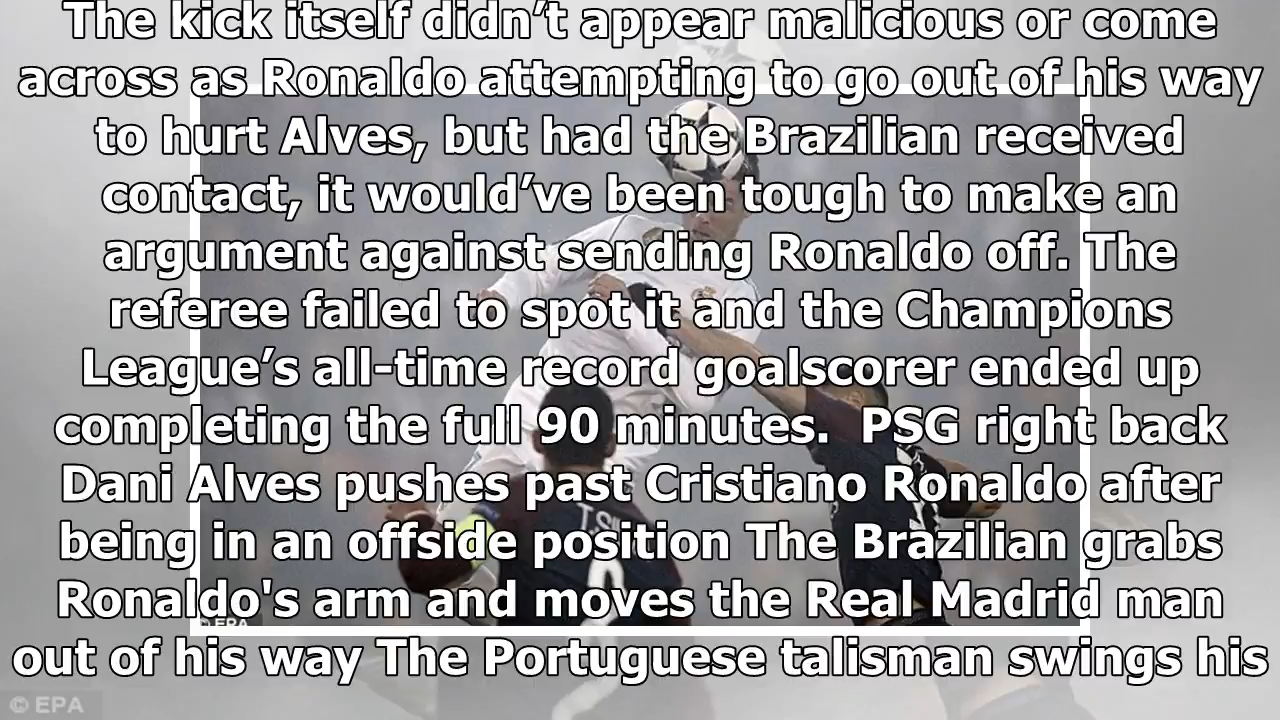 The kick itself didn’t appear malicious or come
across as Ronaldo attempting to go out of his way
to hurt Alves, but had the Brazilian received
contact, it would’ve been tough to make an
argument against sending Ronaldo off. The
referee failed to spot it and the Champions
League’s all-time record goalscorer ended up
completing the full 90 minutes.  PSG right back
Dani Alves pushes past Cristiano Ronaldo after
being in an offside position The Brazilian grabs
Ronaldo's arm and moves the Real Madrid man
out of his way The Portuguese talisman swings his
© EPA
© EPA